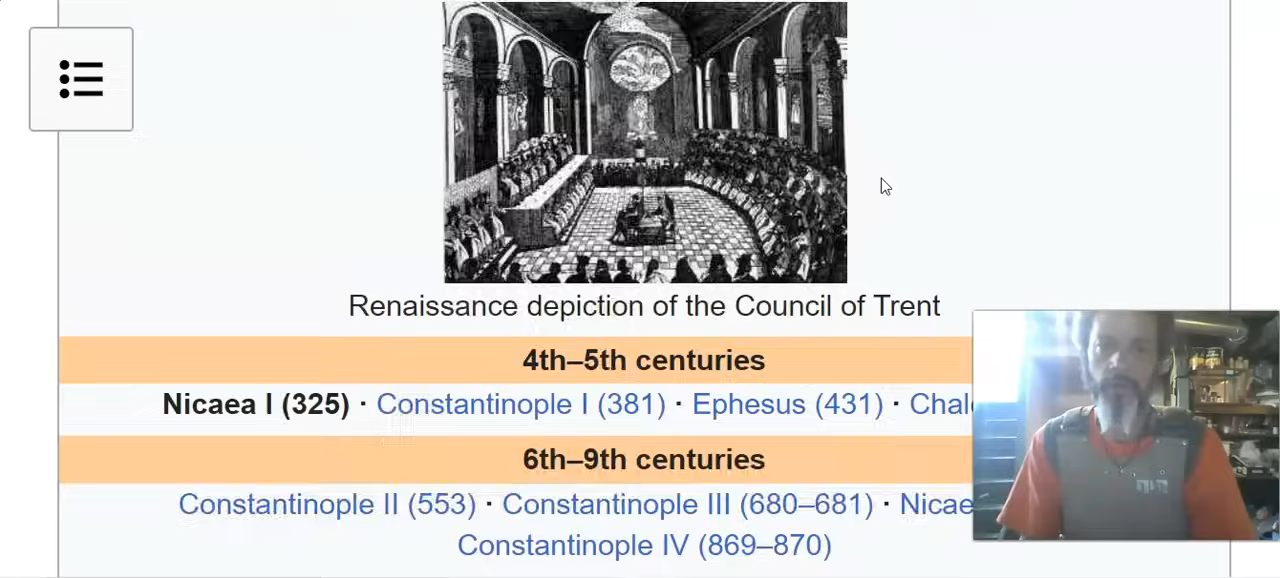 Renaissance depiction of the Council of Trent
4th–5th centuries
Nicaea I (325) · Constantinople I (381) · Ephesus (431) ·
6th–9th centuries
Constantinople II (553) · Constantinople III (680–681) ·
Constantinople IV (869–870)